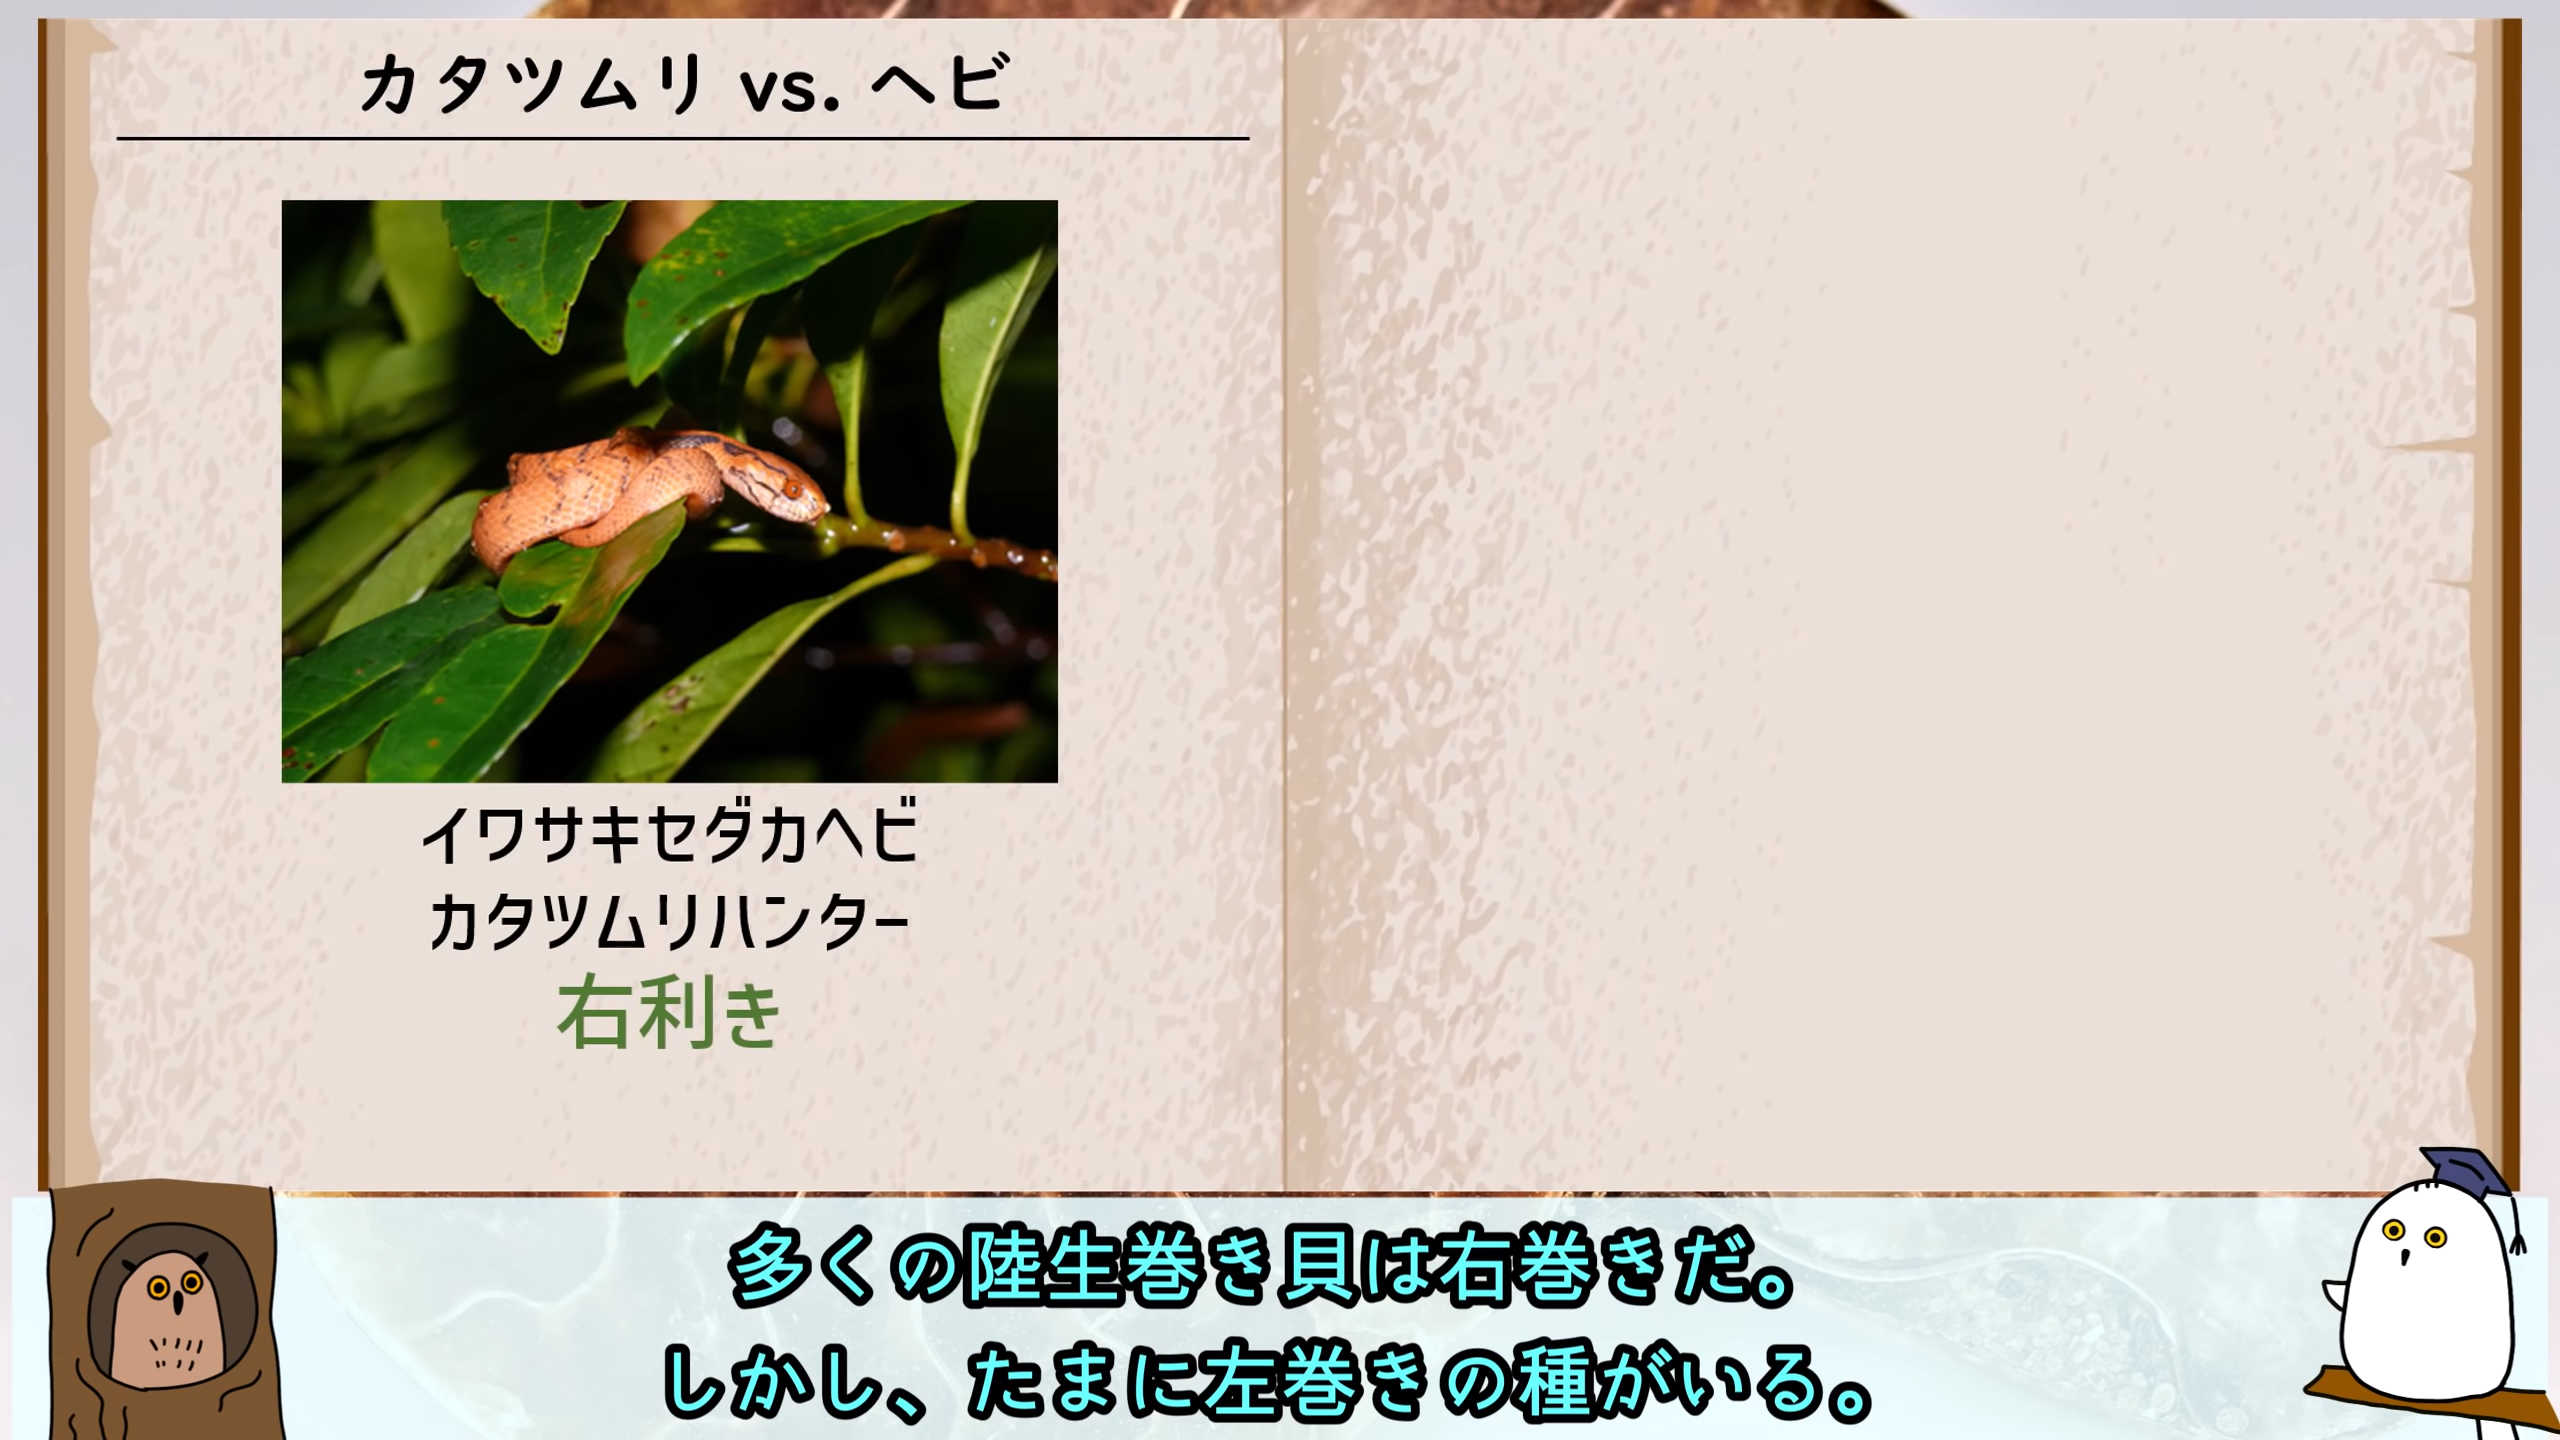 カタツムリ vs. ヘビ
イワサキセダカヘビ
カタツムリハンター
右利き
多くの陸生巻き貝は右巻きだ。
しかし、たまに左巻きの種がいる。